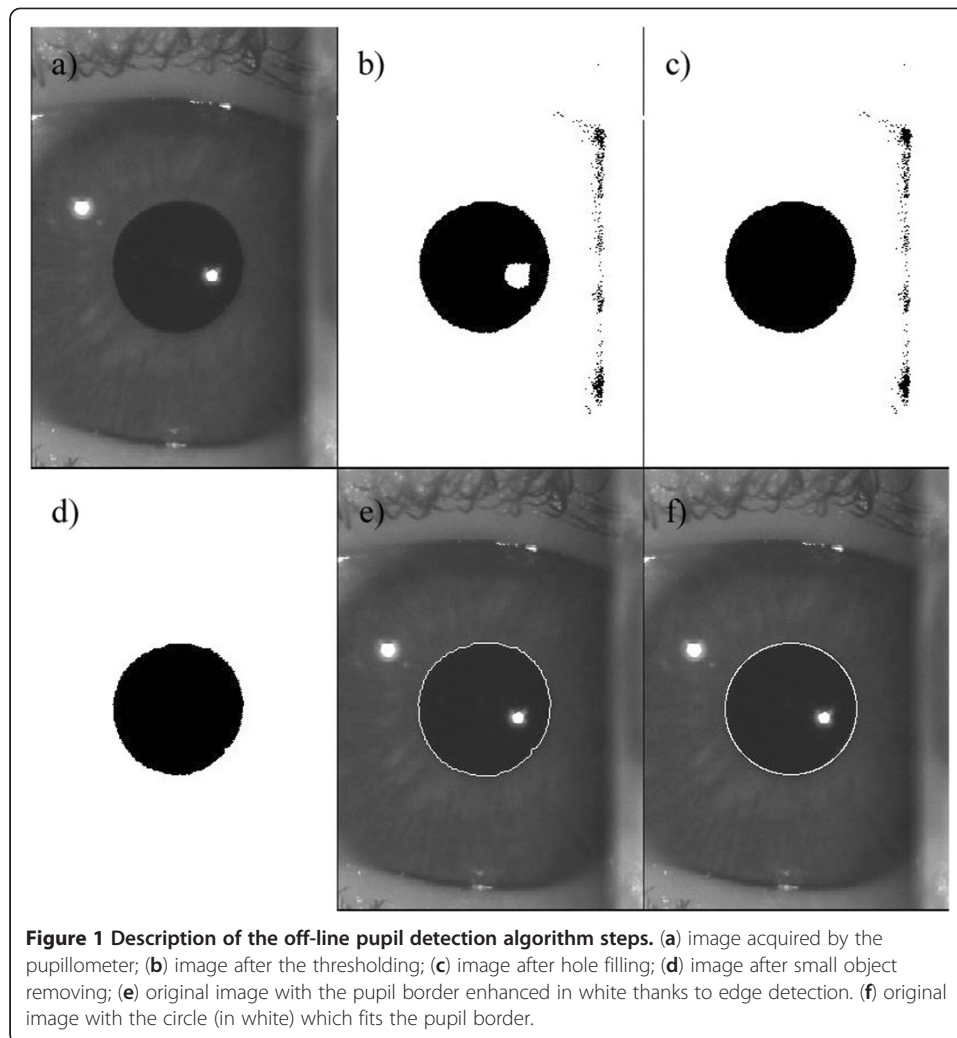 a)
b)
c)
d)
e)
f)
Figure 1 Description of the off-line pupil detection algorithm steps. (a) image acquired by the
pupillometer; (b) image after the thresholding; (c) image after hole filling; (d) image after small object
removing; (e) original image with the pupil border enhanced in white thanks to edge detection. (f) original
image with the circle (in white) which fits the pupil border.